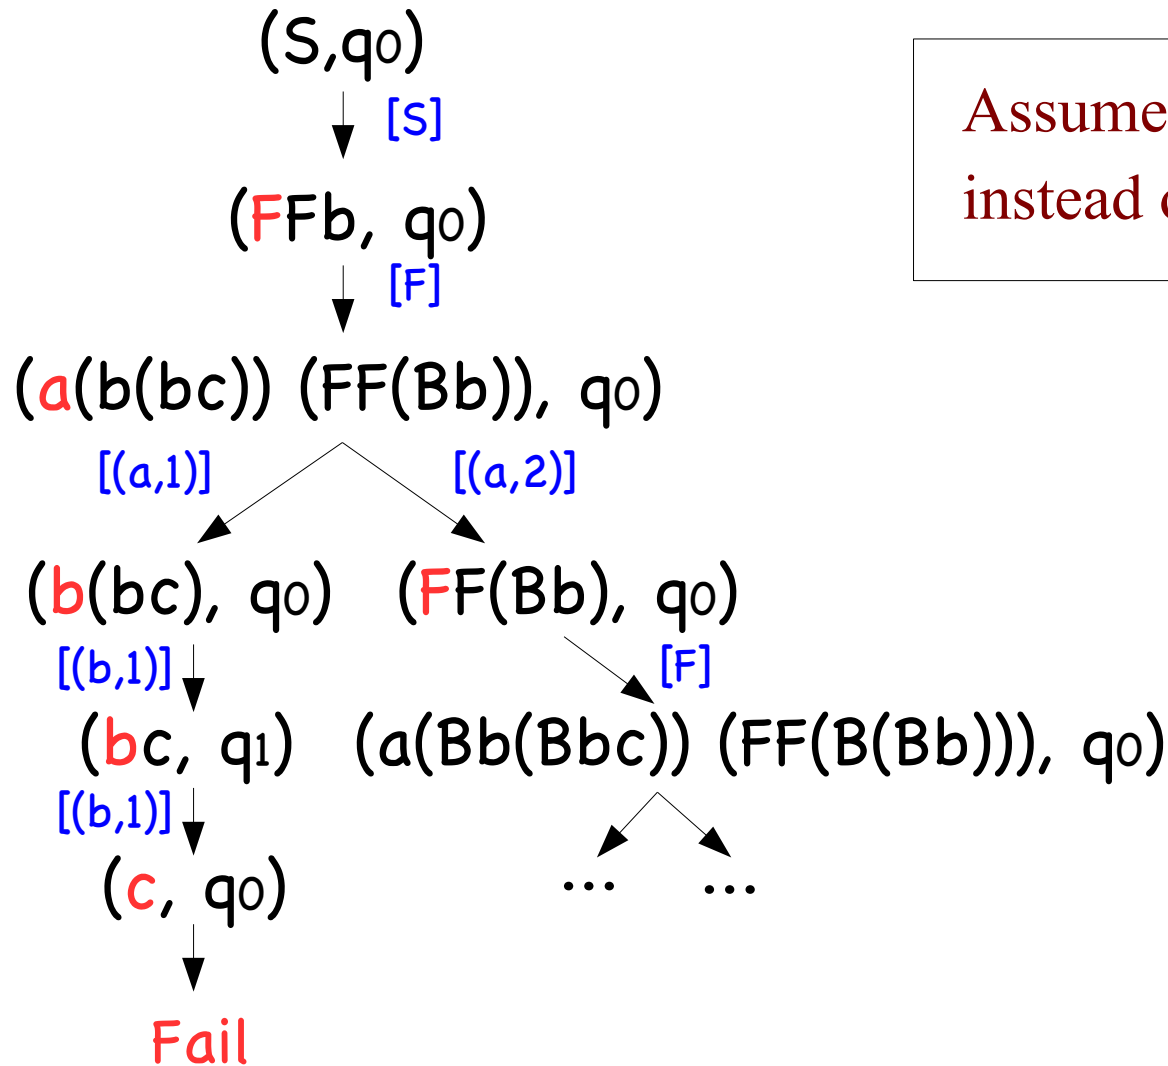 (S,q0)
[S]
Assume
instead
(FFb, q0)
[F]
(a(b(bc)) (FF(Bb)), q0)
[(a,1)] [(a,2)]
(b(bc), q0) (FF(Bb), q0)
[(b,1)] [F]
(bc, q1) (a(Bb(Bbc)) (FF(B(Bb))), q0)
[(b,1)]
(c, q0) ... ...
Fail